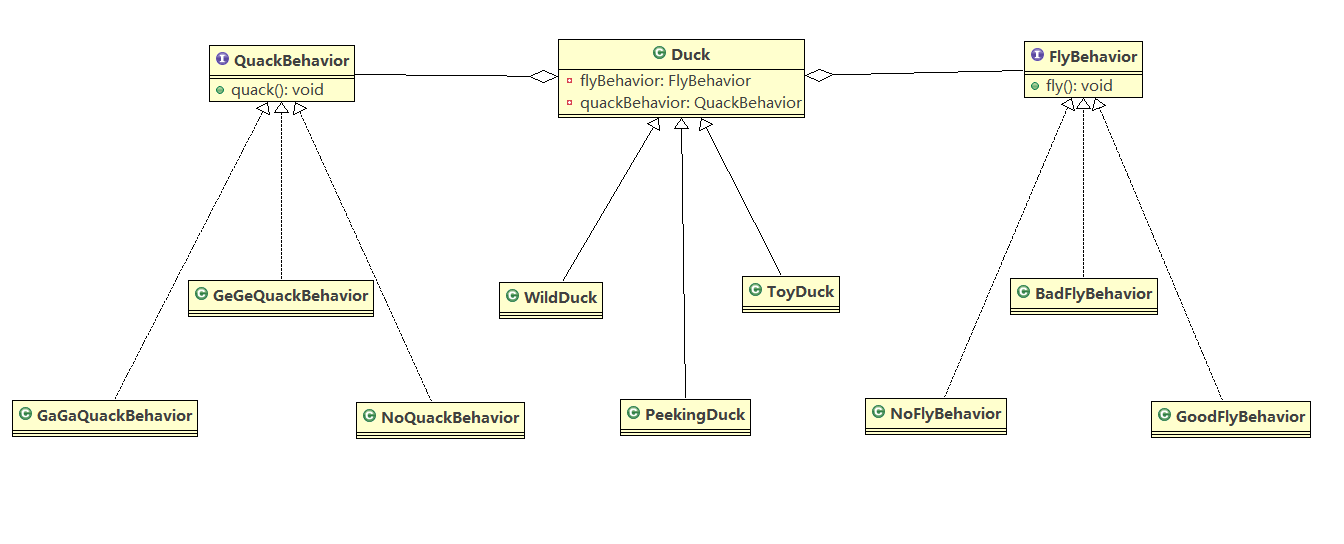 QuackBehavior
quack(): void
Duck
flyBehavior: FlyBehavior
quackBehavior: QuackBehavior
FlyBehavior
fly(): void
GeGeQuackBehavior
WildDuck
ToyDuck
BadFlyBehavior
GaGaQuackBehavior
NoQuackBehavior
PeekingDuck
NoFlyBehavior
GoodFlyBehavior